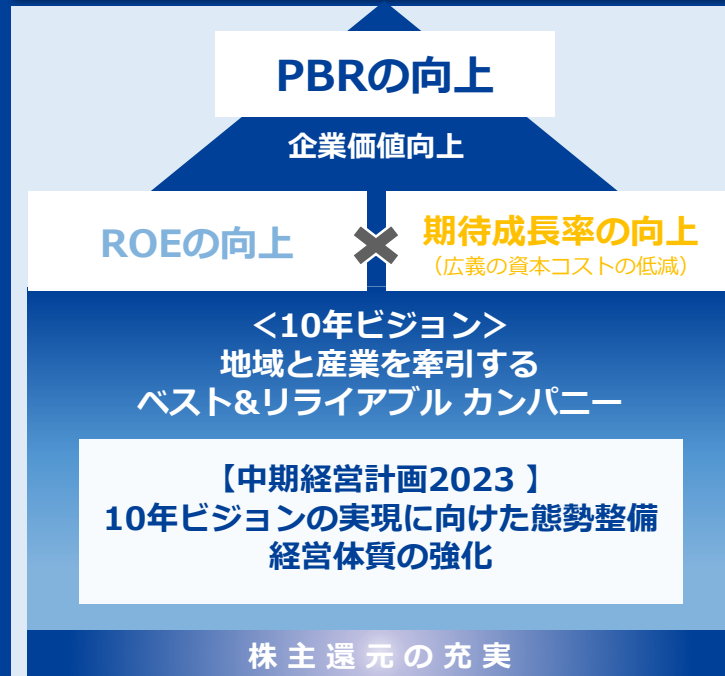 PBRの向上
企業価値向上
ROEの向上
期待成長率の向上
（広義の資本コストの低減）
＜10年ビジョン＞
地域と産業を牽引する
ベスト&リライアブル カンパニー
【中期経営計画2023 】
10年ビジョンの実現に向けた態勢整備
経営体質の強化
株主還元の充実